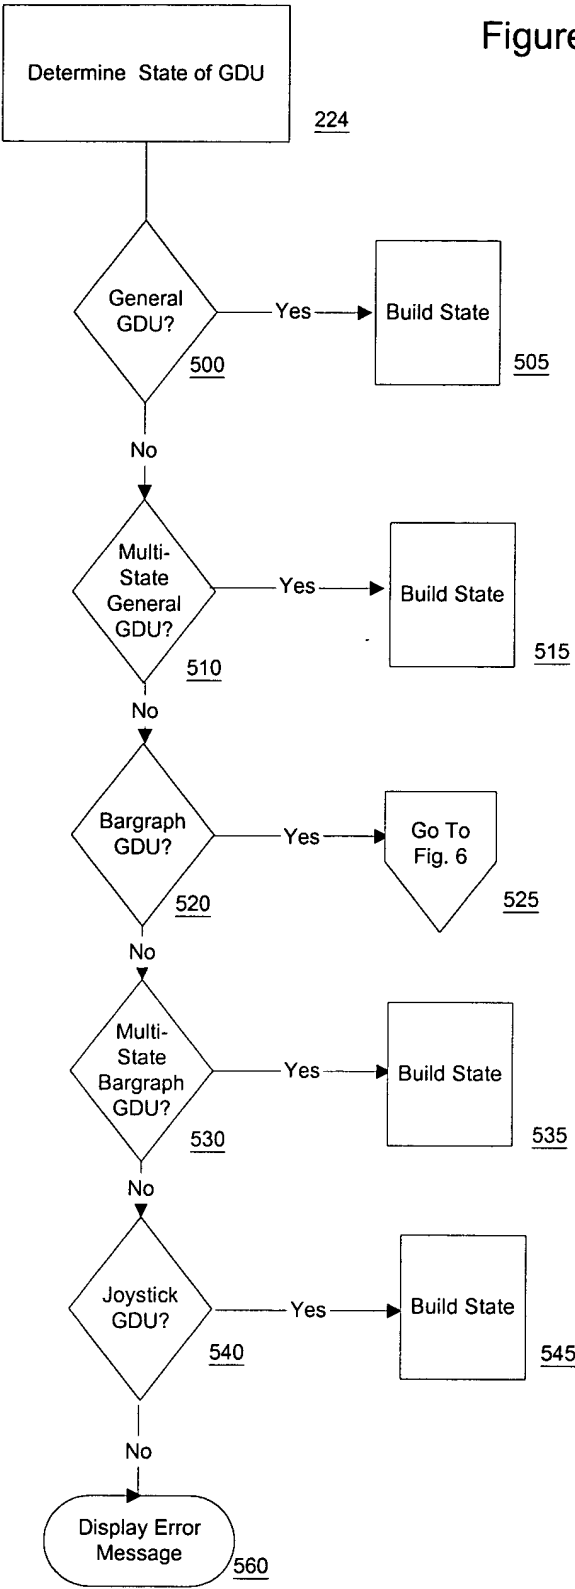 Figure
Determine State of GDU
224
General
GDU?
Yes
Build State
500
505
No
Multi-
State
General
GDU?
Yes
Build State
510
515
No
Bargraph
GDU?
Yes
Go To
Fig. 6
520
525
No
Multi-
State
Bargraph
GDU?
Yes
Build State
530
535
No
Joystick
GDU?
Yes
Build State
540
545
No
Display Error
Message
560